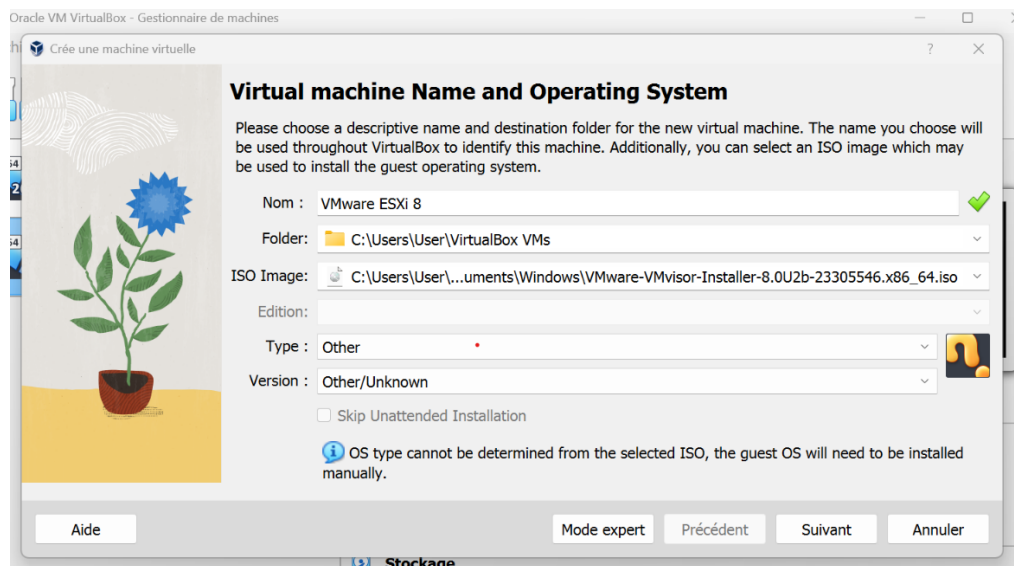 Oracle VM VirtualBox - Gestionnaire de machines
Crée une machine virtuelle
Virtual machine Name and Operating System
Please choose a descriptive name and destination folder for the new virtual machine. The name you choose will
be used throughout VirtualBox to identify this machine. Additionally, you can select an ISO image which may
be used to install the guest operating system.
Nom : VMware ESXi 8
Folder: C:\Users\User\VirtualBox VMs
ISO Image: C:\Users\User\...uments\Windows\VMware-VMvisor-Installer-8.0U2b-23305546.x86_64.iso
Edition:
Type : Other
Version : Other/Unknown
Skip Unattended Installation
OS type cannot be determined from the selected ISO, the guest OS will need to be installed
manually.
Aide Mode expert Précédent Suivant Annuler
Stockage